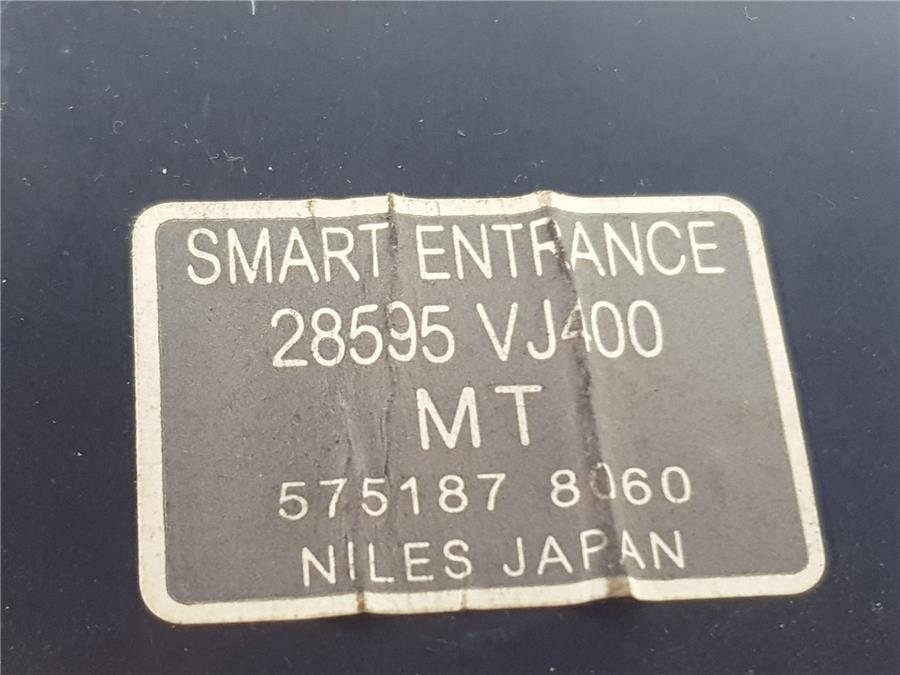 SMART ENTRANCE
28595 VJ400
MT
575187 8060
NILES JAPAN